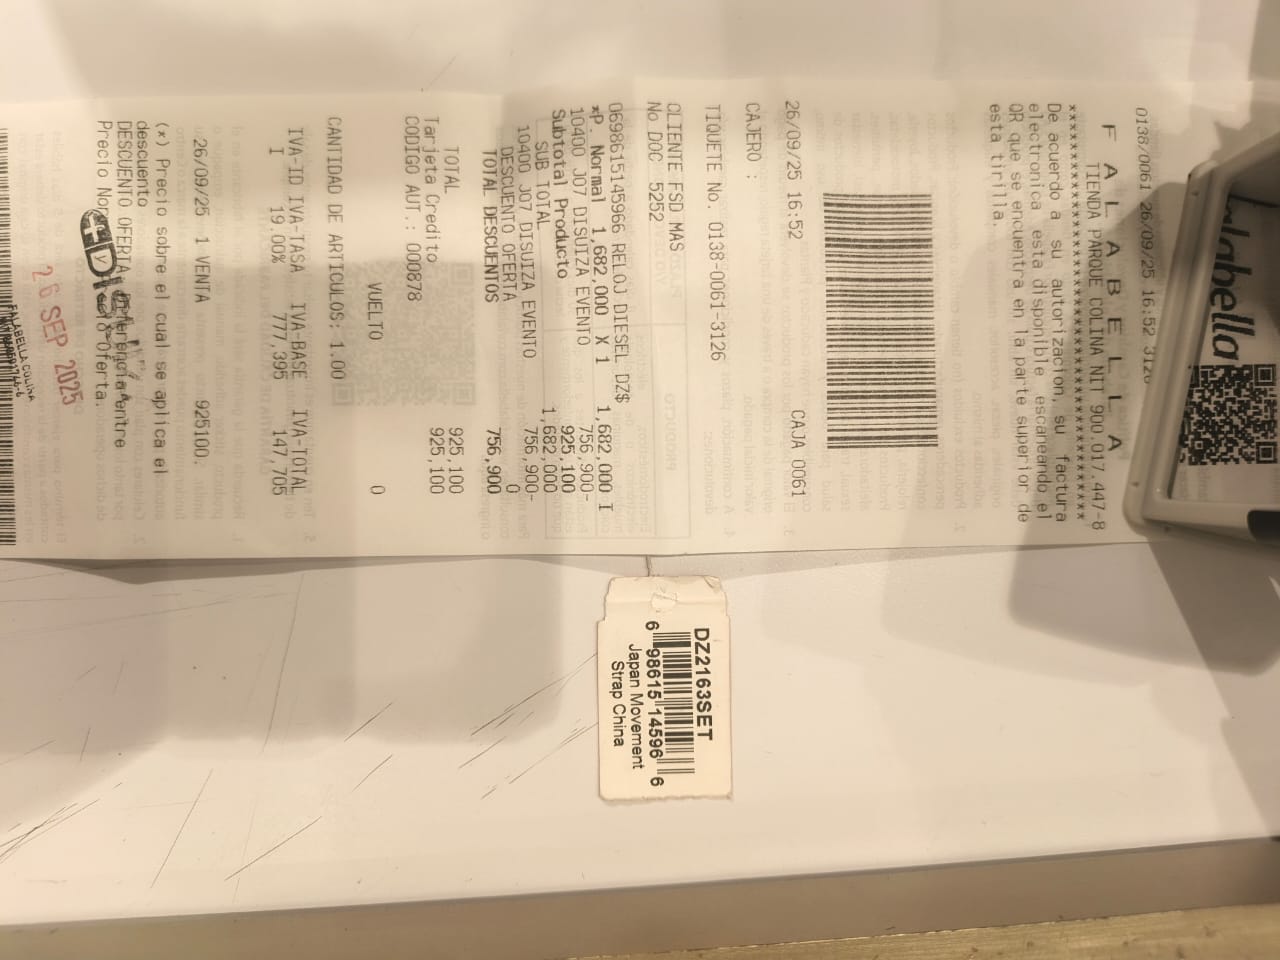 Falabella
0138/0061 26/09/25 16:52 3126
F A L A B E L L A
TIENDA PARQUE COLINA NIT 900.017.447-8
****************************************
De acuerdo a su autorizacion, su factura
electronica esta disponible escaneando el
QR que se encuentra en la parte superior de
esta tirilla.
26/09/25 16:52 CAJA 0061
CAJERO :
TIQUETE No. 0138-0061-3126
CLIENTE FSD MAS
No DOC 5252
0698615145966 RELOJ DIESEL DZ$
*P. Normal 1,682,000 X 1 1,682,000 I
10400 J07 DISUIZA EVENTO 756,900-
Subtotal Producto 925,100
SUB TOTAL 1,682,000
10400 J07 DISUIZA EVENTO 756,900-
DESCUENTO OFERTA 0
TOTAL DESCUENTOS 756,900
TOTAL 925,100
Tarjeta Credito 925,100
CODIGO AUT.: 000878
VUELTO 0
CANTIDAD DE ARTICULOS: 1.00
IVA-ID IVA-TASA IVA-BASE IVA-TOTAL
I 19.00% 777,395 147,705
26/09/25 1 VENTA 925100.
(*) Precio sobre el cual se aplica el
descuento
DESCUENTO OFERTA: Diferencia entre
Precio Oferta.
26 SEP 2025
FALABELLA COLINA
DZ2163SET
6 98615 14596 6
Japan Movement
Strap China